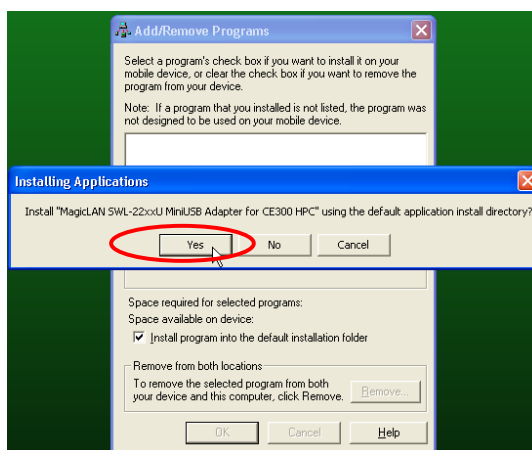 Add/Remove Programs
Select a program's check box if you want to install it on your
mobile device, or clear the check box if you want to remove the
program from your device.
Note: If a program that you installed is not listed, the program was
not designed to be used on your mobile device.
Installing Applications
Install "MagicLAN SWL-22xxU MiniUSB Adapter for CE300 HPC" using the default application install directory?
Yes
No
Cancel
Space required for selected programs:
Space available on device:
Install program into the default installation folder
Remove from both locations
To remove the selected program from both
your device and this computer, click Remove.
Remove...
OK
Cancel
Help